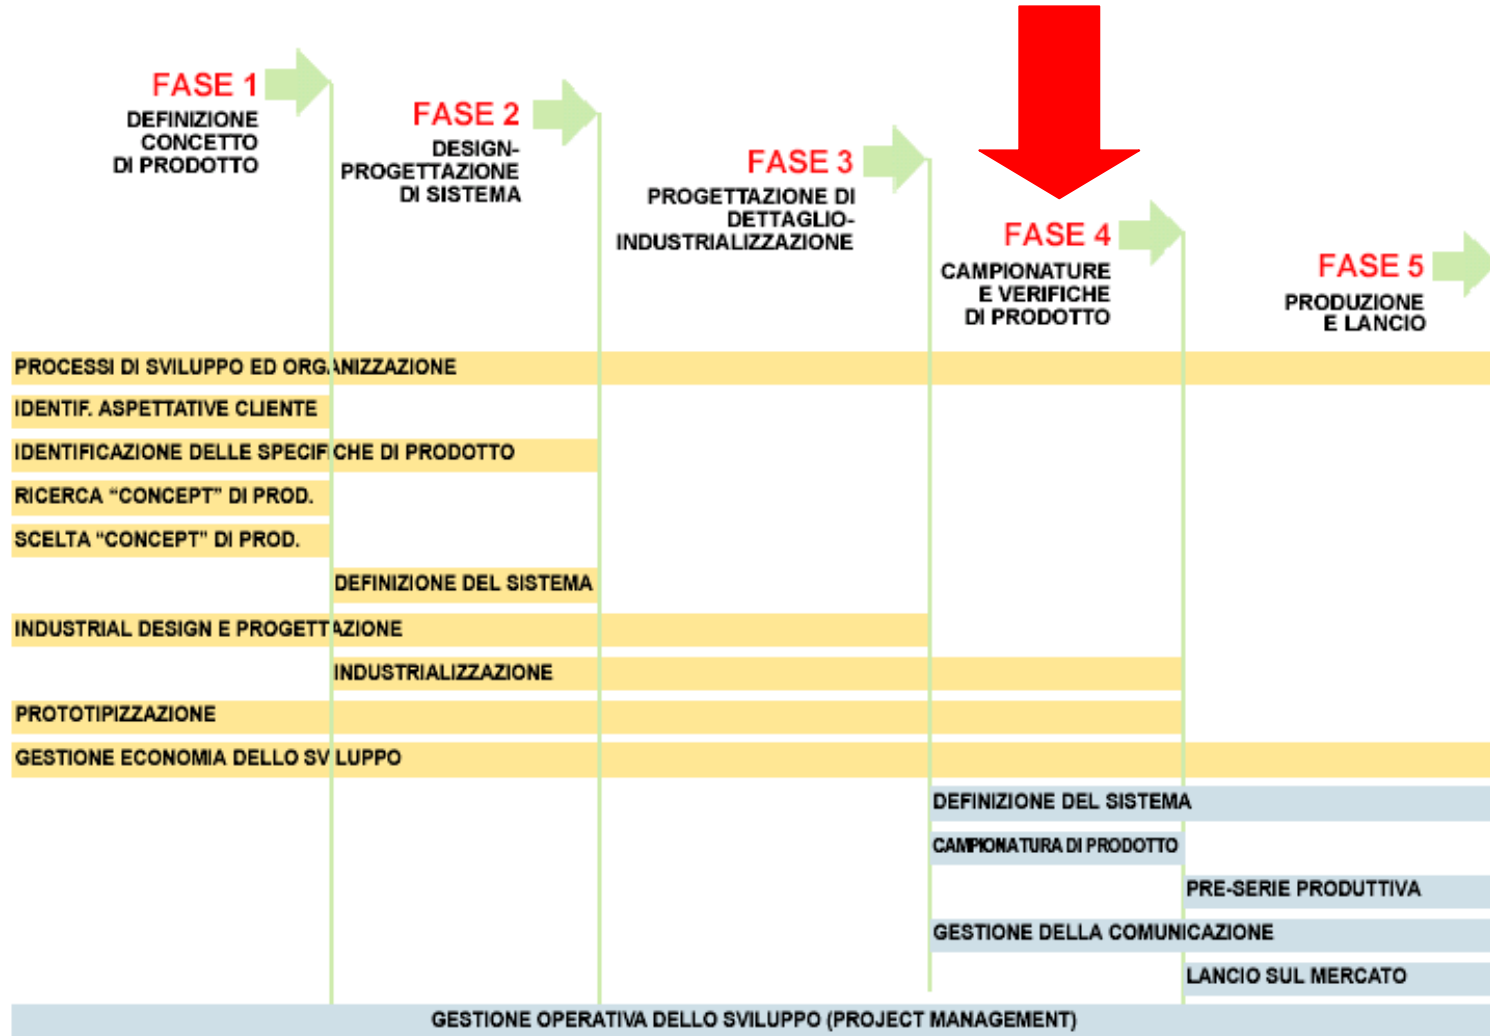 FASE 1
DEFINIZIONE
CONCETTO
DI PRODOTTO
FASE 2
DESIGN-
PROGETTAZIONE
DI SISTEMA
FASE 3
PROGETTAZIONE DI
DETTAGLIO-
INDUSTRIALIZZAZIONE
FASE 4
CAMPIONATURE
E VERIFICHE
DI PRODOTTO
FASE 5
PRODUZIONE
E LANCIO
PROCESSI DI SVILUPPO ED ORGANIZZAZIONE
IDENTIF. ASPETTATIVE CLIENTE
IDENTIFICAZIONE DELLE SPECIFICHE DI PRODOTTO
RICERCA “CONCEPT” DI PROD.
SCELTA “CONCEPT” DI PROD.
DEFINIZIONE DEL SISTEMA
INDUSTRIAL DESIGN E PROGETTAZIONE
INDUSTRIALIZZAZIONE
PROTOTIPIZZAZIONE
GESTIONE ECONOMIA DELLO SVILUPPO
DEFINIZIONE DEL SISTEMA
CAMPIONATURA DI PRODOTTO
PRE-SERIE PRODUTTIVA
GESTIONE DELLA COMUNICAZIONE
LANCIO SUL MERCATO
GESTIONE OPERATIVA DELLO SVILUPPO (PROJECT MANAGEMENT)